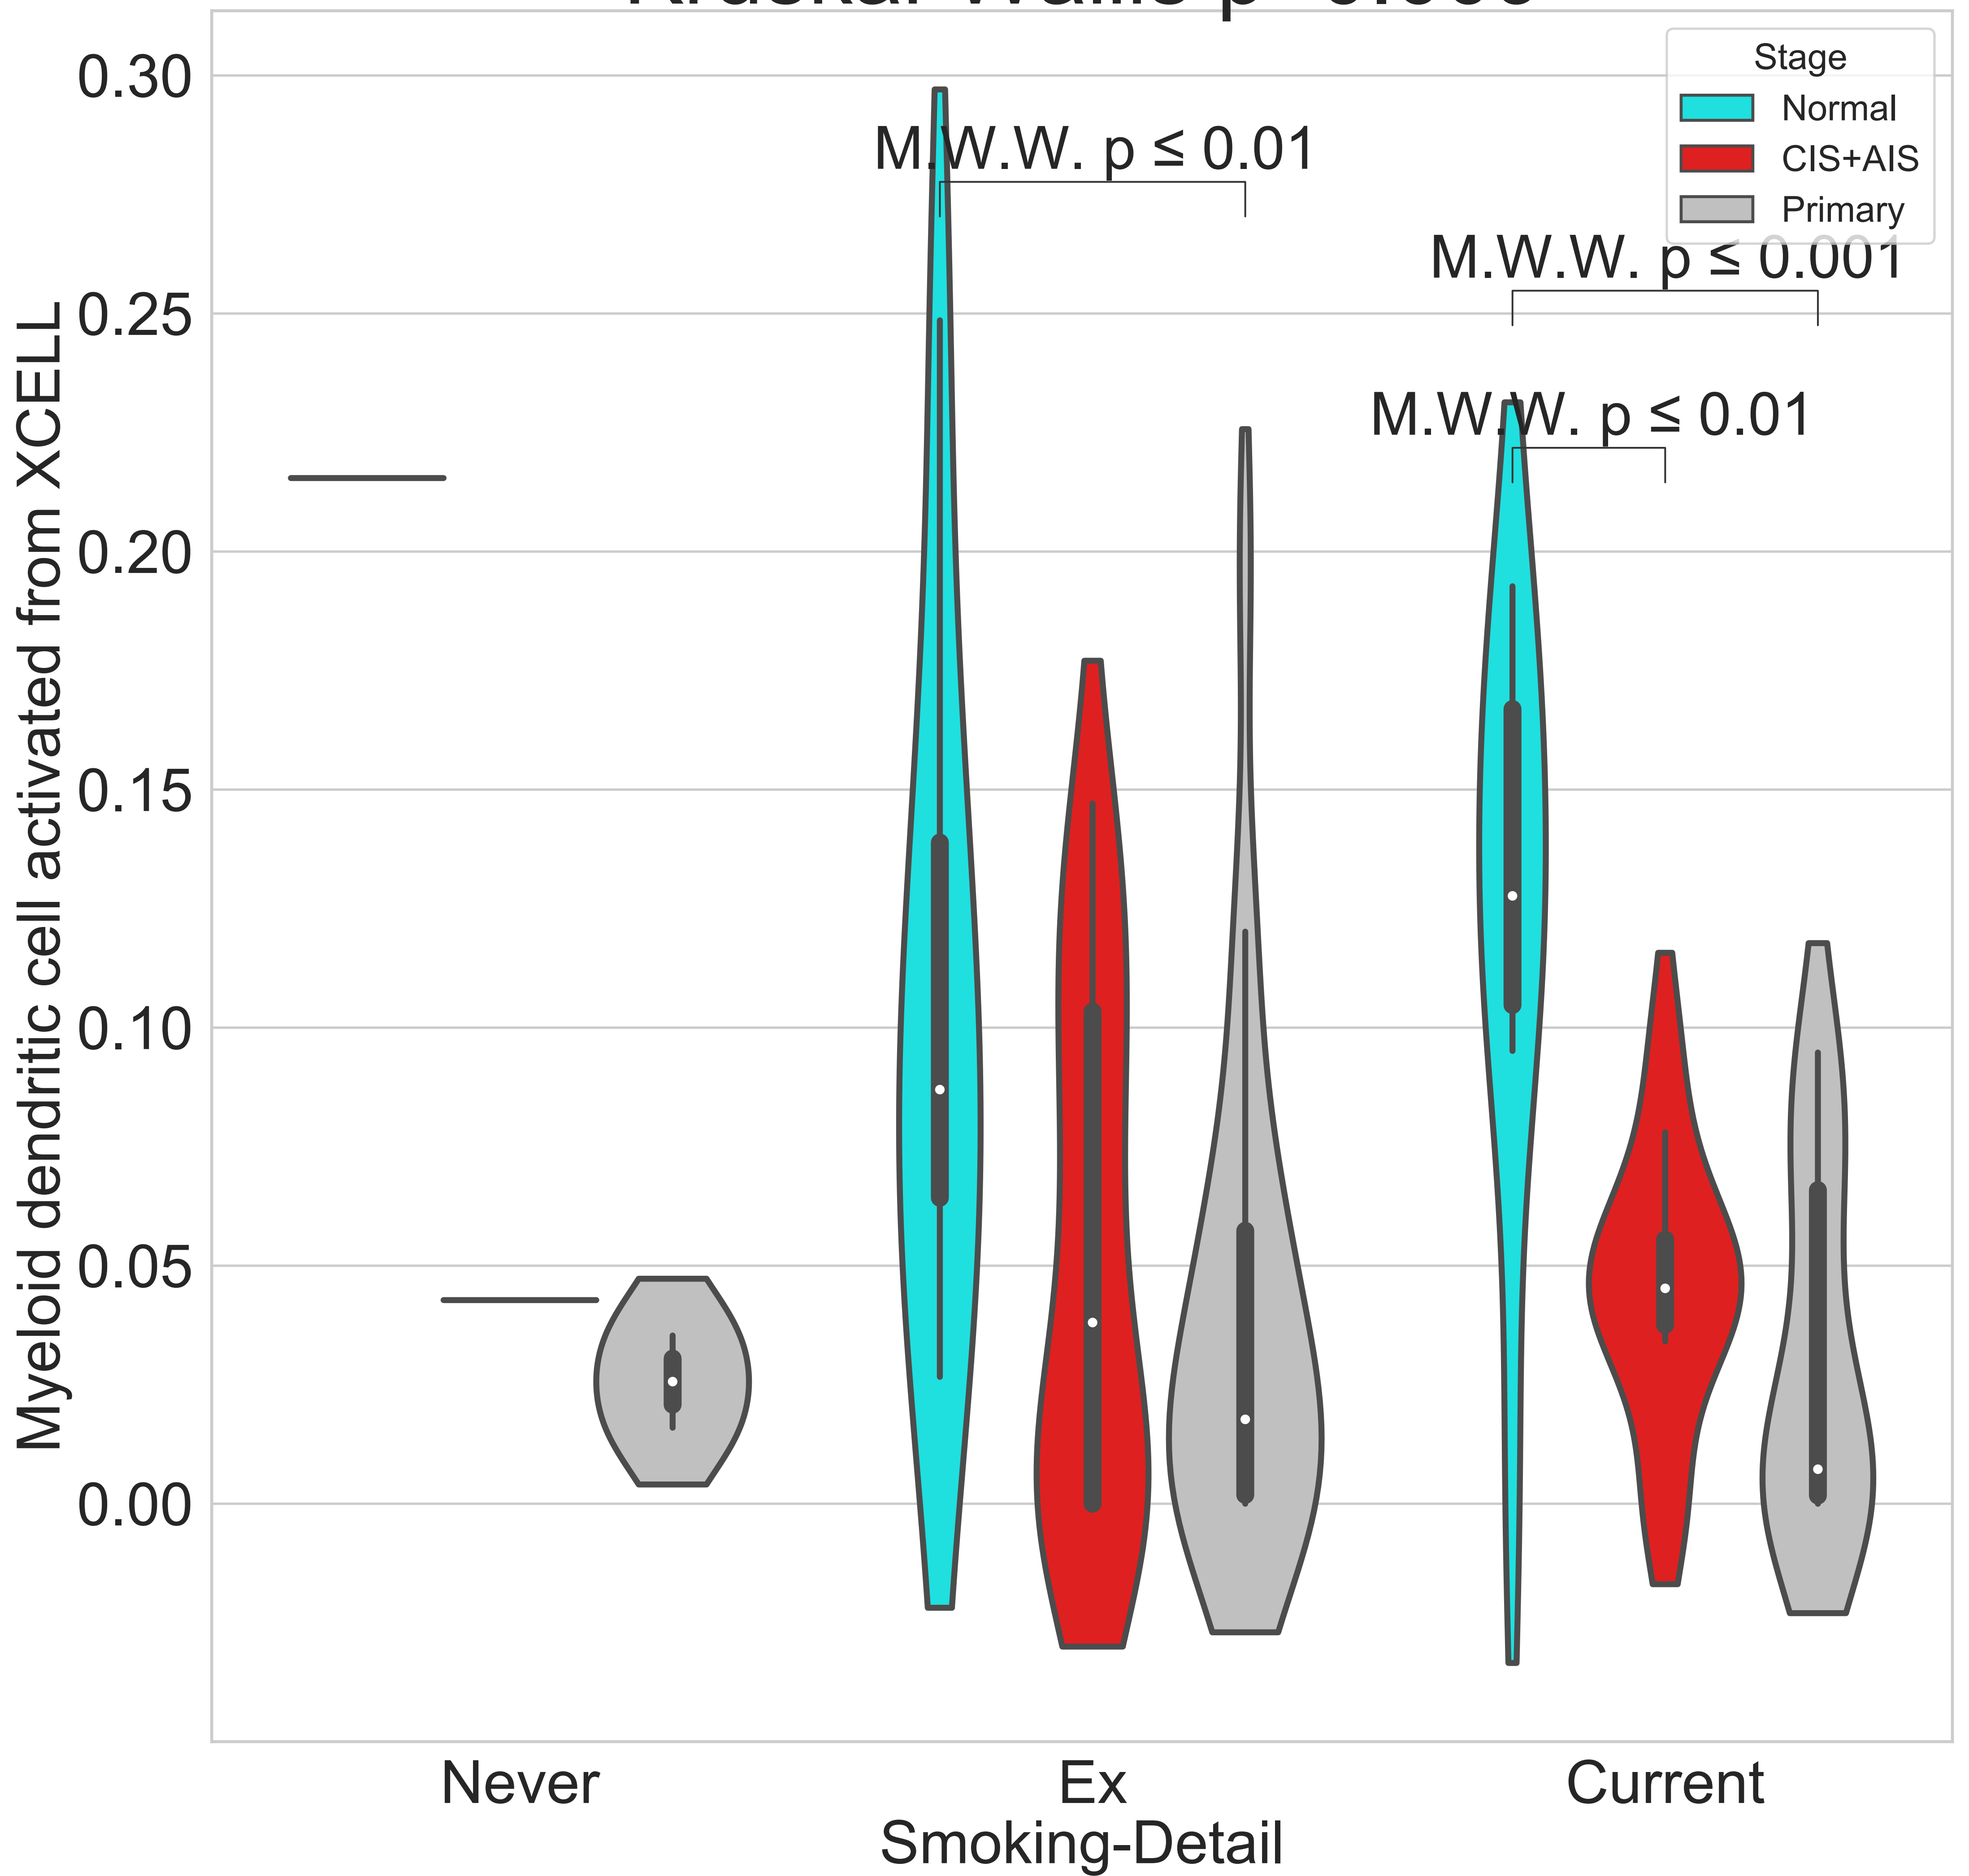 0.30
0.25
0.20
0.15
0.10
0.05
0.00
Myeloid dendritic cell activated from XCELL
M.W.W. p ≤ 0.01
M.W.W. p ≤ 0.001
M.W.W. p ≤ 0.01
Stage
Normal
CIS+AIS
Primary
Never
Ex
Current
Smoking-Detail